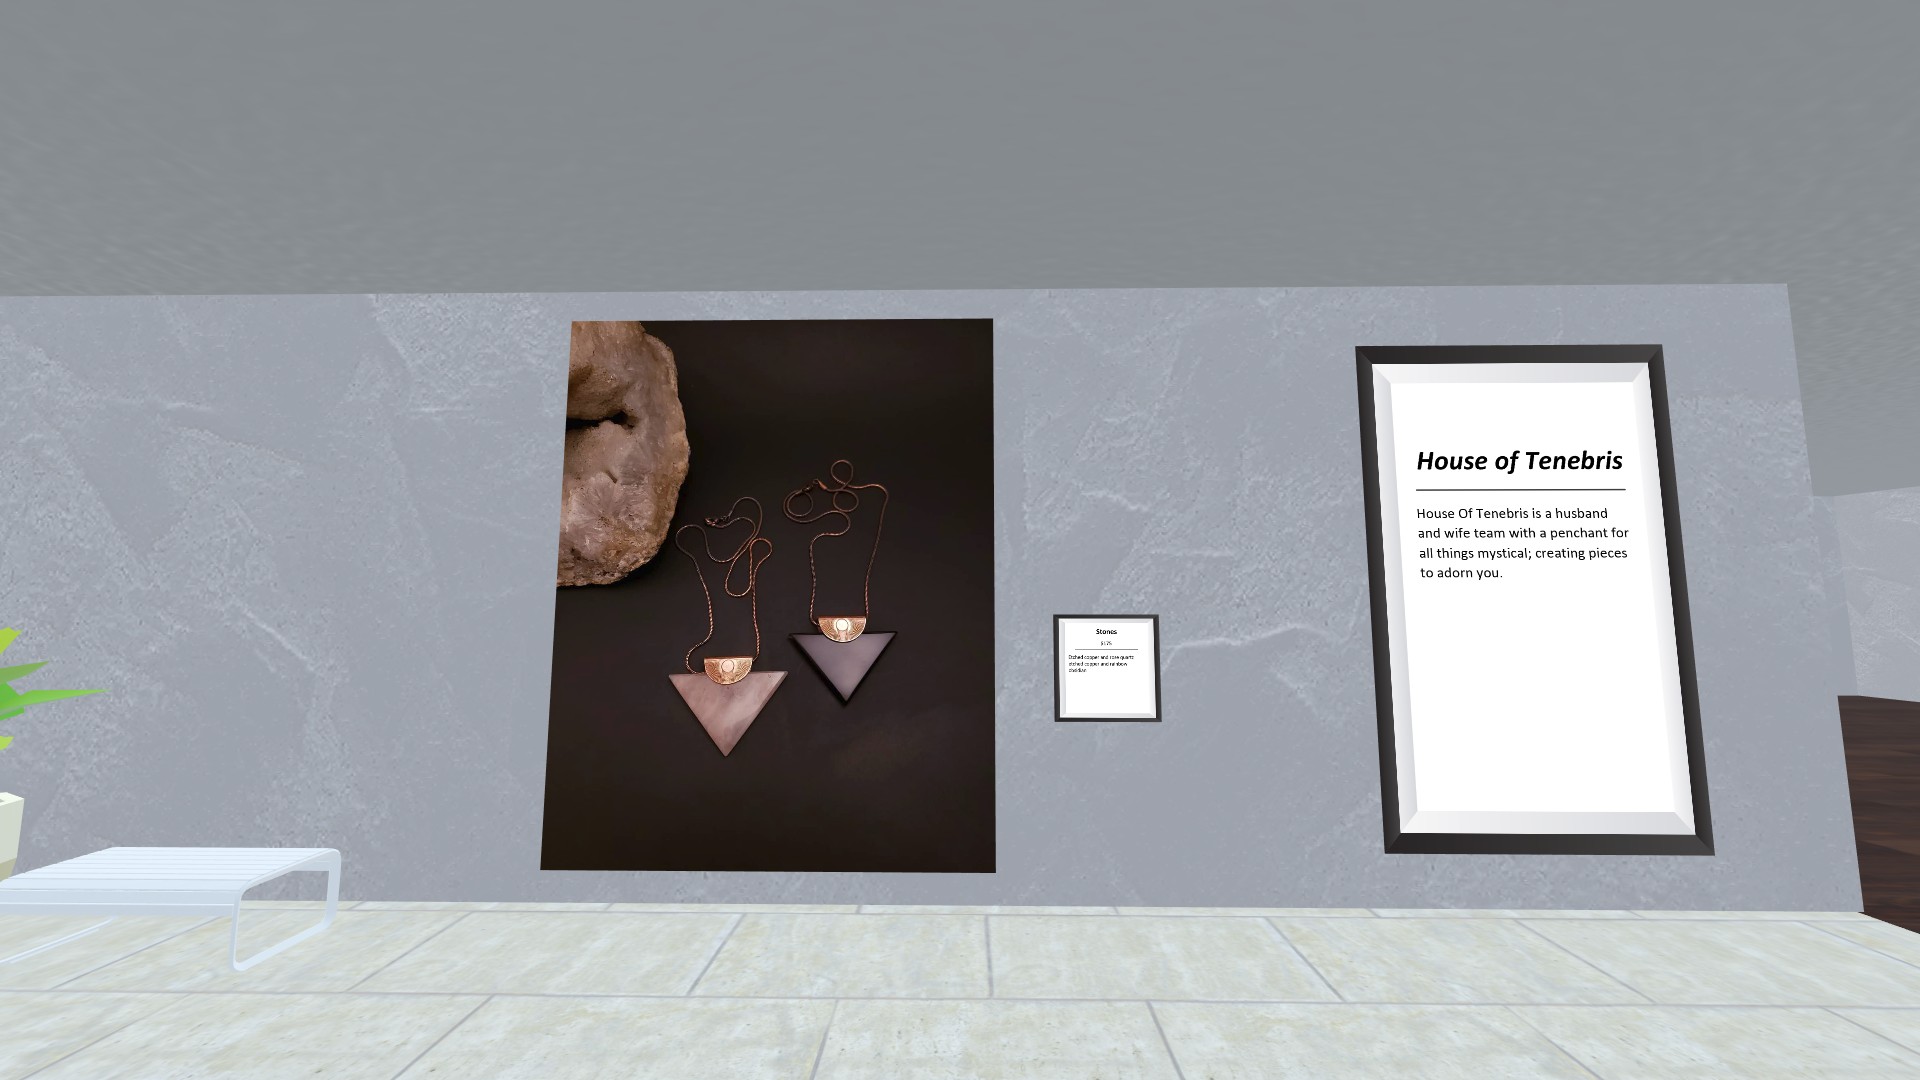 Stones
$175
Etched copper and rose quartz
etched copper and rainbow
obsidian
House of Tenebris
House Of Tenebris is a husband
and wife team with a penchant for
all things mystical; creating pieces
to adorn you.